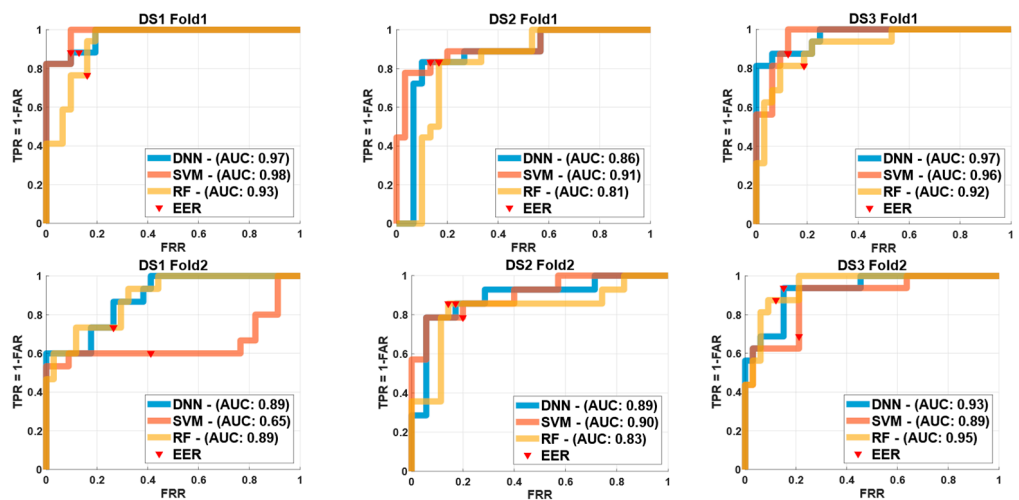 DS1 Fold1
1
0.8
0.6
0.4
0.2
0
TPR = 1-FAR
DNN - (AUC: 0.97)
SVM - (AUC: 0.98)
RF - (AUC: 0.93)
EER
0 0.2 0.4 0.6 0.8 1
FRR
DS2 Fold1
1
0.8
0.6
0.4
0.2
0
TPR = 1-FAR
DNN - (AUC: 0.86)
SVM - (AUC: 0.91)
RF - (AUC: 0.81)
EER
0 0.2 0.4 0.6 0.8 1
FRR
DS3 Fold1
1
0.8
0.6
0.4
0.2
0
TPR = 1-FAR
DNN - (AUC: 0.97)
SVM - (AUC: 0.96)
RF - (AUC: 0.92)
EER
0 0.2 0.4 0.6 0.8 1
FRR
DS1 Fold2
1
0.8
0.6
0.4
0.2
0
TPR = 1-FAR
DNN - (AUC: 0.89)
SVM - (AUC: 0.65)
RF - (AUC: 0.89)
EER
0 0.2 0.4 0.6 0.8 1
FRR
DS2 Fold2
1
0.8
0.6
0.4
0.2
0
TPR = 1-FAR
DNN - (AUC: 0.89)
SVM - (AUC: 0.90)
RF - (AUC: 0.83)
EER
0 0.2 0.4 0.6 0.8 1
FRR
DS3 Fold2
1
0.8
0.6
0.4
0.2
0
TPR = 1-FAR
DNN - (AUC: 0.93)
SVM - (AUC: 0.89)
RF - (AUC: 0.95)
EER
0 0.2 0.4 0.6 0.8 1
FRR